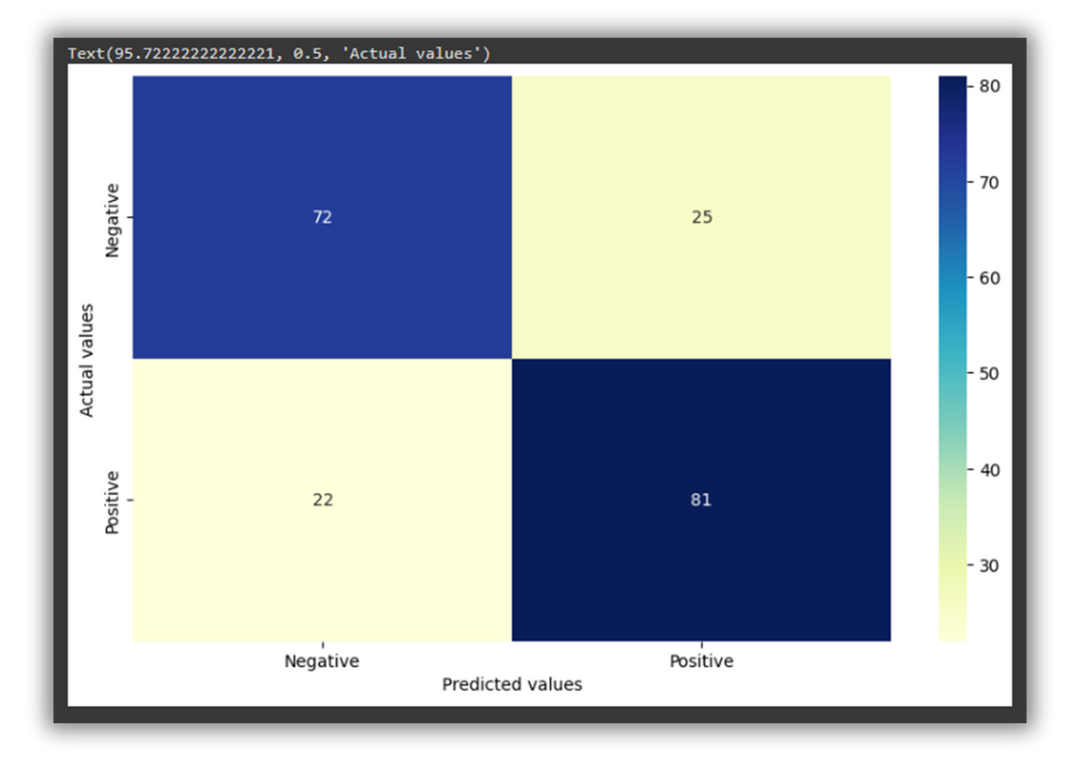 Text(95.72222222222221, 0.5, 'Actual values')
80
70
60
50
40
30
Actual values
Negative
Positive
72
25
22
81
Negative
Positive
Predicted values